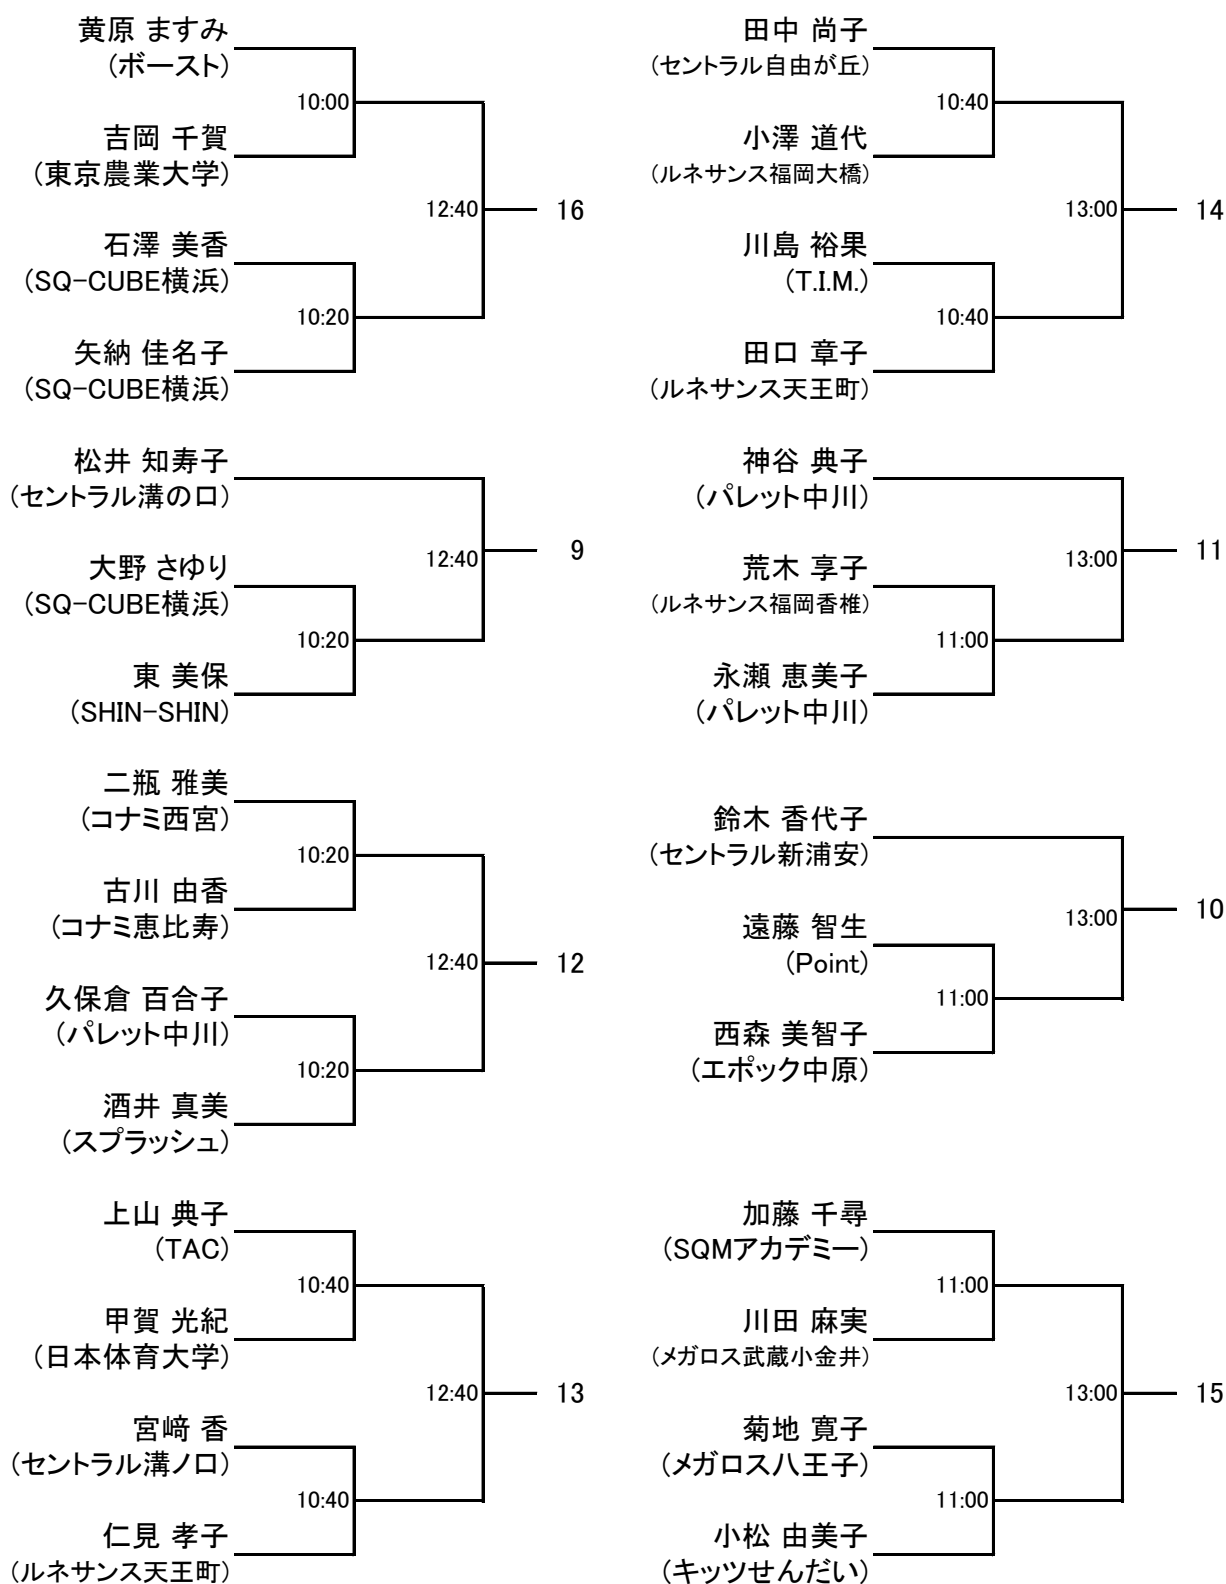 黄原 ますみ
(ボースト)
10:00
吉岡 千賀
(東京農業大学)
12:40
16
石澤 美香
(SQ-CUBE横浜)
10:20
矢納 佳名子
(SQ-CUBE横浜)
松井 知寿子
(セントラル溝の口)
12:40
9
大野 さゆり
(SQ-CUBE横浜)
10:20
東 美保
(SHIN-SHIN)
二瓶 雅美
(コナミ西宮)
10:20
古川 由香
(コナミ恵比寿)
12:40
12
久保倉 百合子
(パレット中川)
10:20
酒井 真美
(スプラッシュ)
上山 典子
(TAC)
10:40
甲賀 光紀
(日本体育大学)
12:40
13
宮﨑 香
(セントラル溝ノ口)
10:40
仁見 孝子
(ルネサンス天王町)
田中 尚子
(セントラル自由が丘)
10:40
小澤 道代
(ルネサンス福岡大橋)
13:00
14
川島 裕果
(T.I.M.)
10:40
田口 章子
(ルネサンス天王町)
神谷 典子
(パレット中川)
13:00
11
荒木 享子
(ルネサンス福岡香椎)
11:00
永瀬 恵美子
(パレット中川)
鈴木 香代子
(セントラル新浦安)
13:00
10
遠藤 智生
(Point)
11:00
西森 美智子
(エポック中原)
加藤 千尋
(SQMアカデミー)
11:00
川田 麻実
(メガロス武蔵小金井)
13:00
15
菊地 寛子
(メガロス八王子)
11:00
小松 由美子
(キッツせんだい)